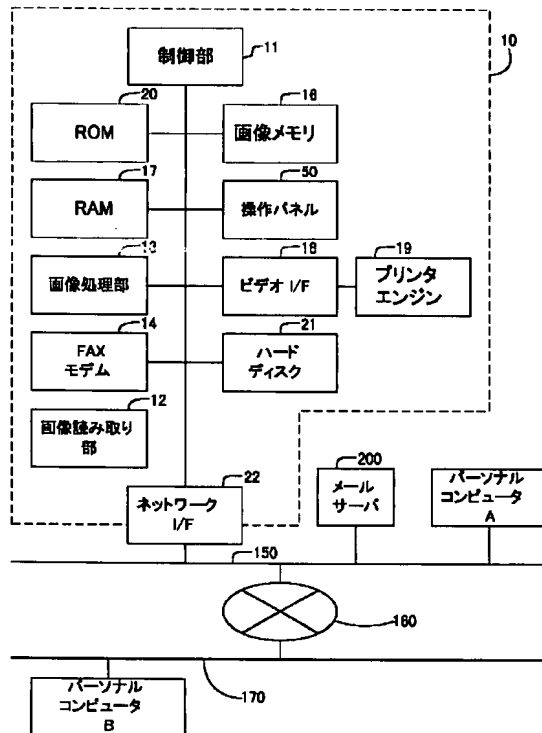 制御部
11
10
20
16
ROM
画像メモリ
17
50
RAM
操作パネル
13
18
19
画像処理部
ビデオ I/F
プリンタ
エンジン
14
21
FAX
モデム
ハード
ディスク
12
画像読み取り
部
22
200
ネットワーク
I/F
メール
サーバ
パーソナル
コンピュータ
A
150
160
170
パーソナル
コンピュータ
B